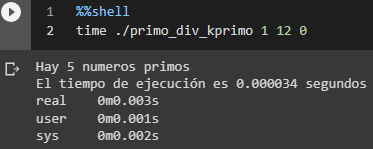 1 %%shell
2 time ./primo_div_kprimo 1 12 0
Hay 5 numeros primos
El tiempo de ejecución es 0.000034 segundos
real 0m0.003s
user 0m0.001s
sys 0m0.002s